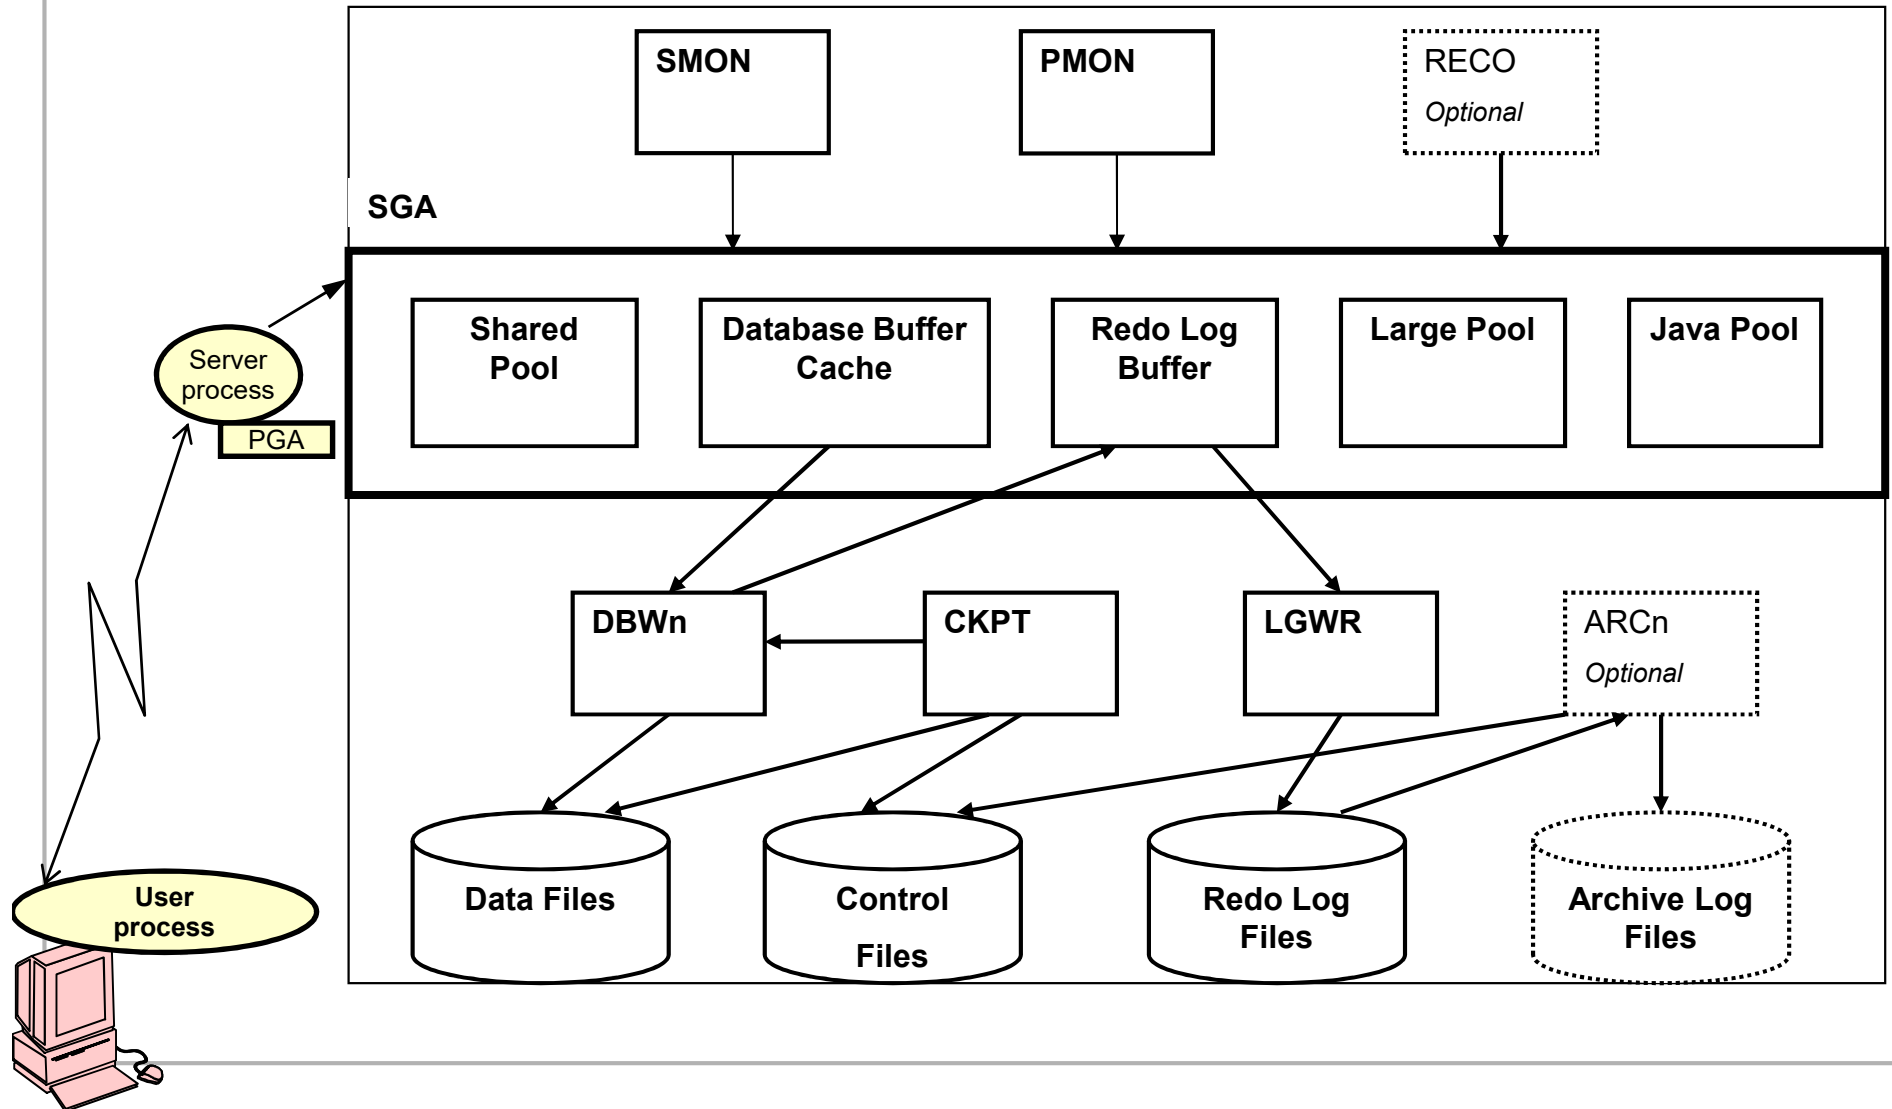 SMON
PMON
RECO
Optional
SGA
Shared
Pool
Database Buffer
Cache
Redo Log
Buffer
Large Pool
Java Pool
Server
process
PGA
DBWn
CKPT
LGWR
ARCn
Optional
User
process
Data Files
Control
Files
Redo Log
Files
Archive Log
Files